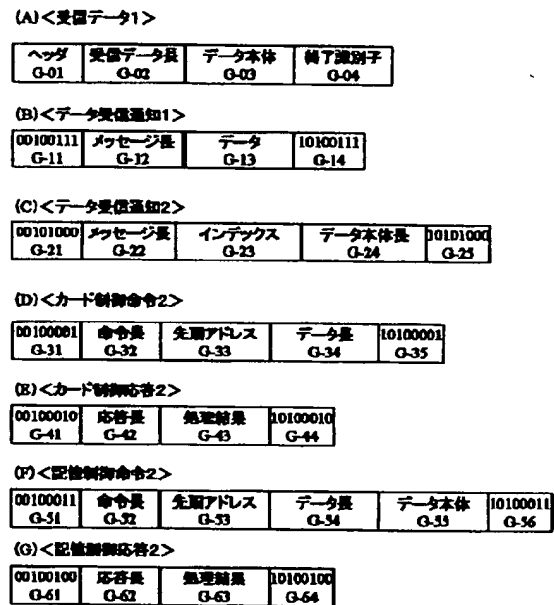 (A)<受信データ1>
ヘッダ 受信データ長 データ本体 終了識別子
G-01 G-02 G-03 G-04
(B)<データ受信通知1>
00100111 メッセージ長 データ 10100111
G-11 G-12 G-13 G-14
(C)<データ受信通知2>
00101000 メッセージ長 インデックス データ本体長 10101000
G-21 G-22 G-23 G-24 G-25
(D)<カード制御命令2>
00100001 命令長 先頭アドレス データ長 10100001
G-31 G-32 G-33 G-34 G-35
(E)<カード制御応答2>
00100010 応答長 処理結果 10100010
G-41 G-42 G-43 G-44
(F)<記憶制御命令2>
00100011 命令長 先頭アドレス データ長 データ本体 10100011
G-51 G-52 G-53 G-54 G-55 G-56
(G)<記憶制御応答2>
00100100 応答長 処理結果 10100100
G-61 G-62 G-63 G-64